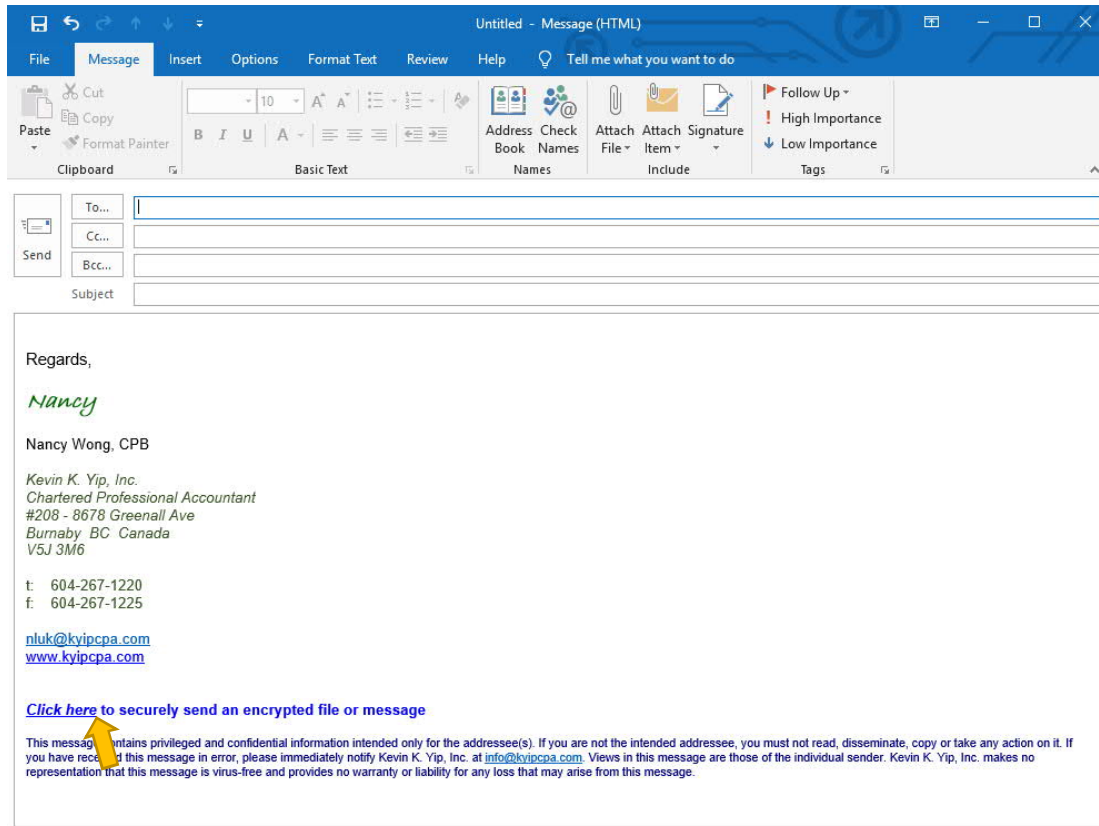 Untitled - Message (HTML)
File Message Insert Options Format Text Review Help Tell me what you want to do
Paste
Cut
Copy
Format Painter
Clipboard
10
A A
B I U A
Basic Text
Address Book
Check Names
Names
Attach File
Attach Item
Signature
Include
Follow Up
High Importance
Low Importance
Tags
Send
To...
Cc...
Bcc...
Subject
Regards,
Nancy
Nancy Wong, CPB
Kevin K. Yip, Inc.
Chartered Professional Accountant
#208 - 8678 Greenall Ave
Burnaby BC Canada
V5J 3M6
t: 604-267-1220
f: 604-267-1225
nluk@kyipcpa.com
www.kyipcpa.com
Click here to securely send an encrypted file or message
This message contains privileged and confidential information intended only for the addressee(s). If you are not the intended addressee, you must not read, disseminate, copy or take any action on it. If
you have received this message in error, please immediately notify Kevin K. Yip, Inc. at info@kyipcpa.com. Views in this message are those of the individual sender. Kevin K. Yip, Inc. makes no
representation that this message is virus-free and provides no warranty or liability for any loss that may arise from this message.